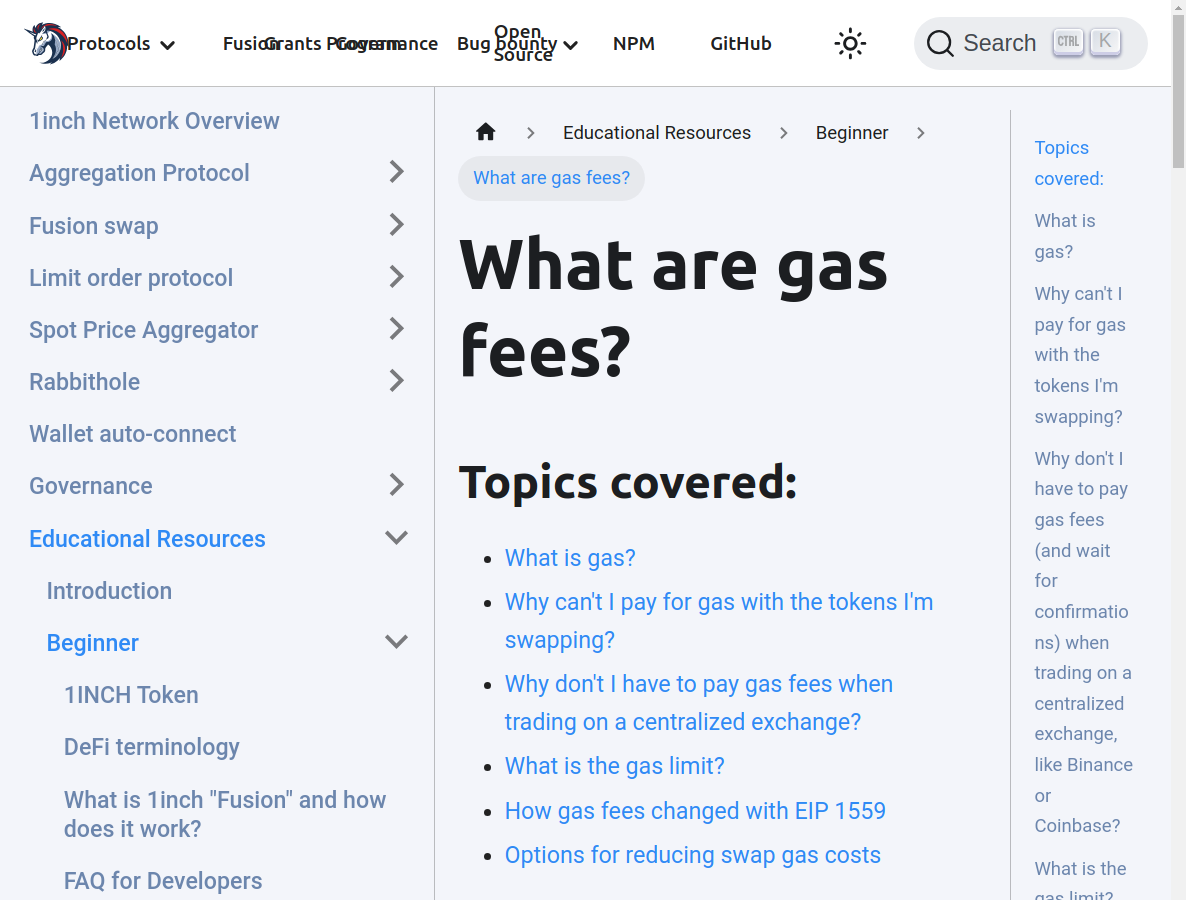 Protocols
Fusion
Grants Program
Governance
Bug bounty
Open
Source
NPM
GitHub
Search
CTRL
K
1inch Network Overview
Aggregation Protocol
Fusion swap
Limit order protocol
Spot Price Aggregator
Rabbithole
Wallet auto-connect
Governance
Educational Resources
Introduction
Beginner
1INCH Token
DeFi terminology
What is 1inch "Fusion" and how
does it work?
FAQ for Developers
Educational Resources
Beginner
What are gas fees?
What are gas
fees?
Topics covered:
What is gas?
Why can't I pay for gas with the tokens I'm
swapping?
Why don't I have to pay gas fees when
trading on a centralized exchange?
What is the gas limit?
How gas fees changed with EIP 1559
Options for reducing swap gas costs
Topics
covered:
What is
gas?
Why can't I
pay for gas
with the
tokens I'm
swapping?
Why don't I
have to pay
gas fees
(and wait
for
confirmatio
ns) when
trading on a
centralized
exchange,
like Binance
or
Coinbase?
What is the
gas limit?